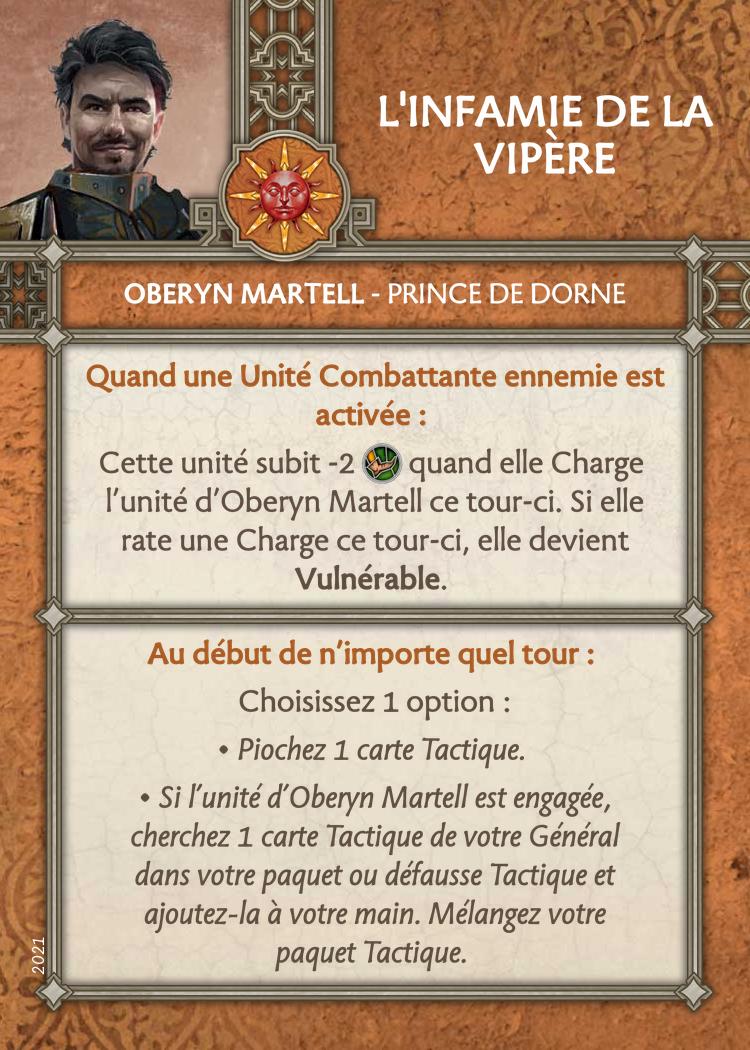 L'INFAMIE DE LA
VIPÈRE
OBERYN MARTELL - PRINCE DE DORNE
Quand une Unité Combattante ennemie est
activée :
Cette unité subit -2 quand elle Charge
l’unité d’Oberyn Martell ce tour-ci. Si elle
rate une Charge ce tour-ci, elle devient
Vulnérable.
Au début de n’importe quel tour :
Choisissez 1 option :
• Piochez 1 carte Tactique.
• Si l’unité d’Oberyn Martell est engagée,
cherchez 1 carte Tactique de votre Général
dans votre paquet ou défausse Tactique et
ajoutez-la à votre main. Mélangez votre
paquet Tactique.
2021